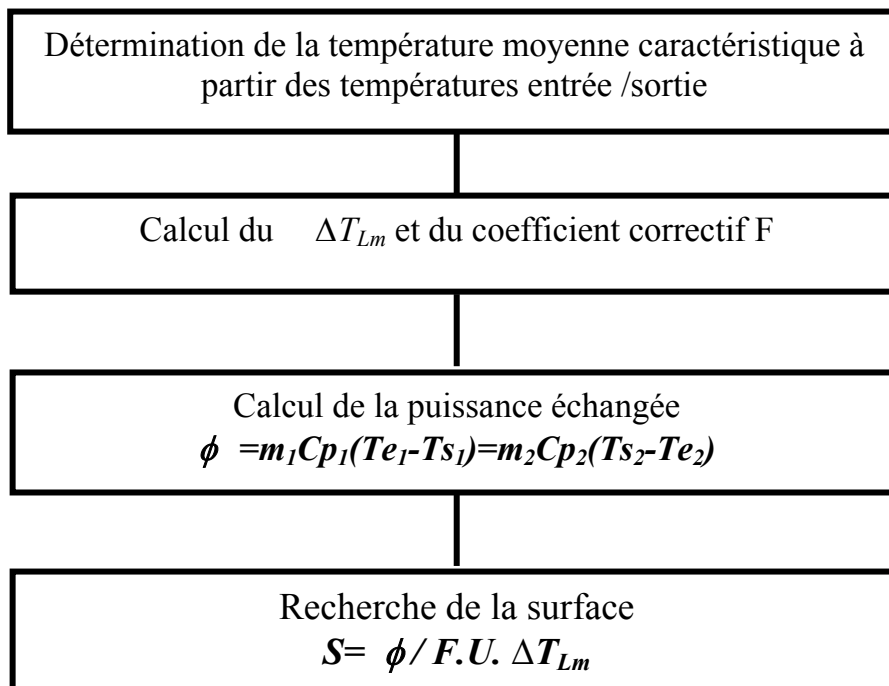 Détermination de la température moyenne caractéristique à
partir des températures entrée /sortie
Calcul du ΔT_Lm et du coefficient correctif F
Calcul de la puissance échangée
ϕ =m₁Cp₁(Te₁-Ts₁)=m₂Cp₂(Ts₂-Te₂)
Recherche de la surface
S= ϕ/ F.U. ΔT_Lm